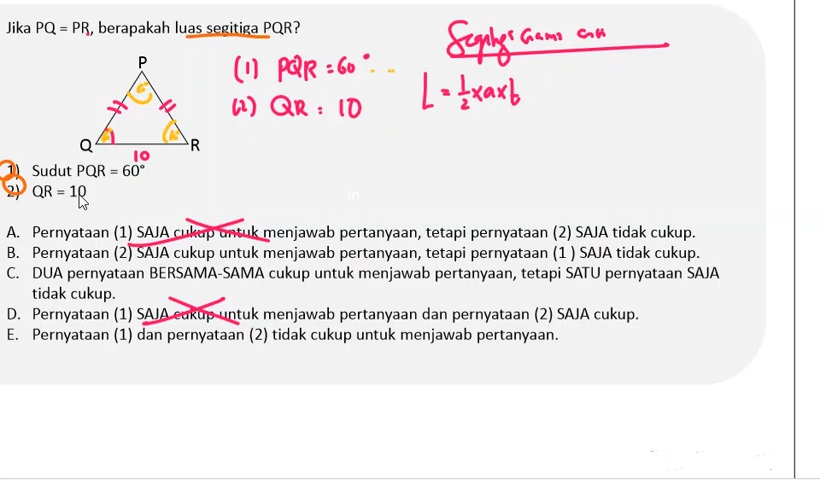 Jika PQ = PR, berapakah luas segitiga PQR?
P
(1) PQR = 60°
(2) QR = 10
L = 1/2 x a x t
Q
R
10
1) Sudut PQR = 60°
2) QR = 10
A. Pernyataan (1) SAJA cukup untuk menjawab pertanyaan, tetapi pernyataan (2) SAJA tidak cukup.
B. Pernyataan (2) SAJA cukup untuk menjawab pertanyaan, tetapi pernyataan (1 ) SAJA tidak cukup.
C. DUA pernyataan BERSAMA-SAMA cukup untuk menjawab pertanyaan, tetapi SATU pernyataan SAJA
tidak cukup.
D. Pernyataan (1) SAJA cukup untuk menjawab pertanyaan dan pernyataan (2) SAJA cukup.
E. Pernyataan (1) dan pernyataan (2) tidak cukup untuk menjawab pertanyaan.